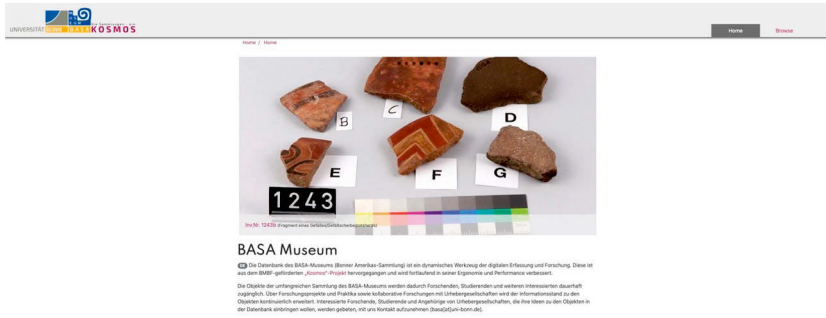 UNIVERSITÄT BONN BASA KOSMOS
Home
Browse
Home / Home
B
C
D
E
F
G
1243
Inv.Nr. 1243b (Fragment eines Gefäßes/Gefäßscherbe
BASA Museum
DE Die Datenbank des BASA-Museums (Bonner Amerikas-Sammlung) ist ein dynamisches Werkzeug der digitalen Erfassung und Forschung. Diese ist
aus dem BMBF-geförderten „Kosmos“-Projekt hervorgegangen und wird fortlaufend in seiner Ergonomie und Performance verbessert.
Die Objekte der umfangreichen Sammlung des BASA-Museums werden dadurch Forschenden, Studierenden und weiteren Interessierten dauerhaft
zugänglich. Über Forschungsprojekte und Praktika sowie kollaborative Forschungen mit Urhebergesellschaften wird der Informationsstand zu den
Objekten kontinuierlich erweitert. Interessierte Forschende, Studierende und Angehörige von Urhebergesellschaften, die ihre Ideen zu den Objekten in
der Datenbank einbringen wollen, werden gebeten, mit uns Kontakt aufzunehmen (basa[at]uni-bonn.de).